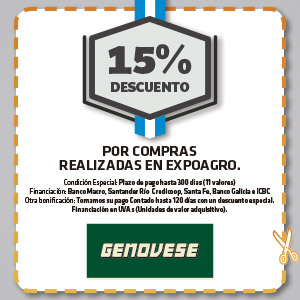 15%
DESCUENTO
POR COMPRAS
REALIZADAS EN EXPOAGRO.
Condición Especial: Plazo de pago hasta 300 días (11 valores)
Financiación: Banco Macro, Santander Río Credicoop, Santa Fe, Banco Galicia e ICBC
Otra bonificación: Tomamos su pago Contado hasta 120 días con un descuento especial.
Financiación en UVAs (Unidades de valor adquisitivo).
GENOVESE